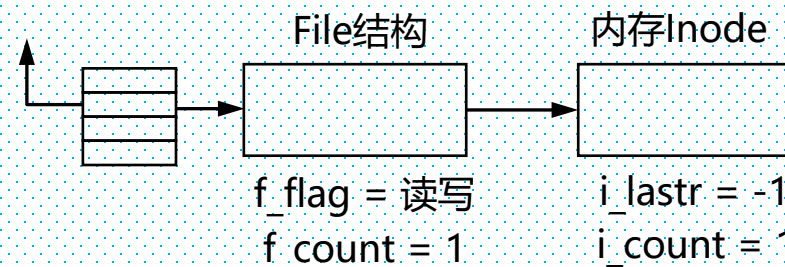 File结构
内存Inode
f_flag = 读写
i_lastr = -1
f_count = 1
i_count = 1